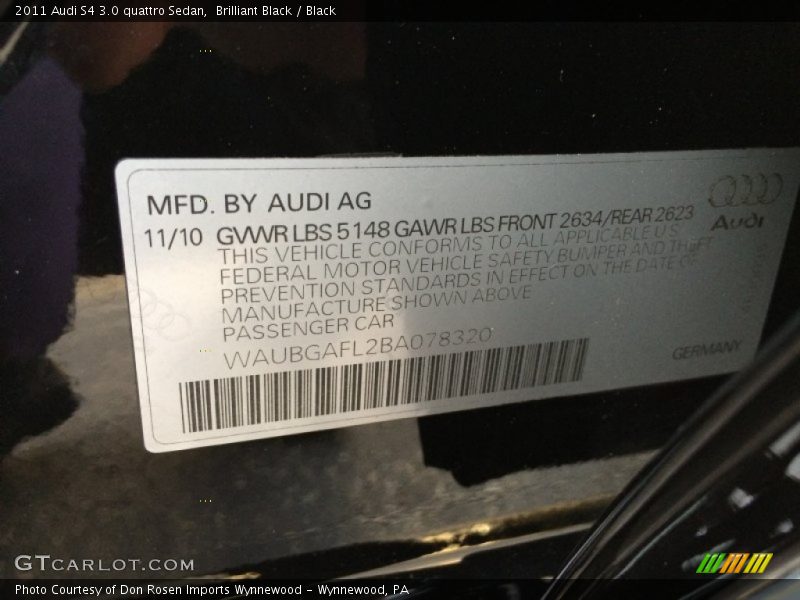 2011 Audi S4 3.0 quattro Sedan,  Brilliant Black / Black
MFD. BY AUDI AG
11/10 GVWR LBS 5148 GAWR LBS FRONT 2634/REAR 2623
THIS VEHICLE CONFORMS TO ALL APPLICABLE U.S.
FEDERAL MOTOR VEHICLE SAFETY, BUMPER AND THEFT
PREVENTION STANDARDS IN EFFECT ON THE DATE OF
MANUFACTURE SHOWN ABOVE
PASSENGER CAR
WAUBGAFL2BA078320
Audi
GERMANY
GTCARLOT.COM
Photo Courtesy of Don Rosen Imports Wynnewood - Wynnewood, PA